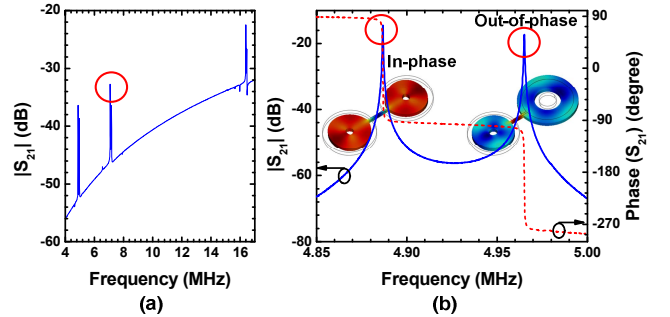 -20
-30
-40
-50
-60
4 6 8 10 12 14 16
|S21| (dB)
Frequency (MHz)
(a)
-20
-40
-60
-80
4.85 4.90 4.95 5.00
|S21| (dB)
In-phase
Out-of-phase
90
0
-90
-180
-270
Phase (S21) (degree)
Frequency (MHz)
(b)